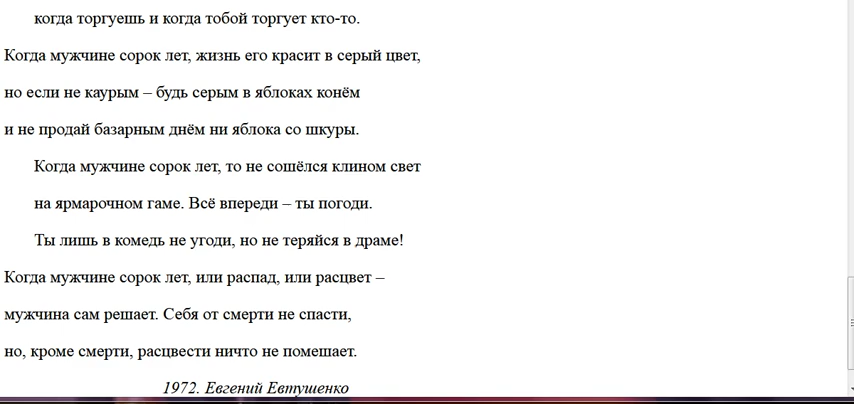 когда торгуешь и когда тобой торгует кто-то.
Когда мужчине сорок лет, жизнь его красит в серый цвет,
но если не каурым – будь серым в яблоках конём
и не продай базарным днём ни яблока со шкуры.
Когда мужчине сорок лет, то не сошёлся клином свет
на ярмарочном гаме. Всё впереди – ты погоди.
Ты лишь в комедь не угоди, но не теряйся в драме!
Когда мужчине сорок лет, или распад, или расцвет –
мужчина сам решает. Себя от смерти не спасти,
но, кроме смерти, расцвести ничто не помешает.
1972. Евгений Евтушенко